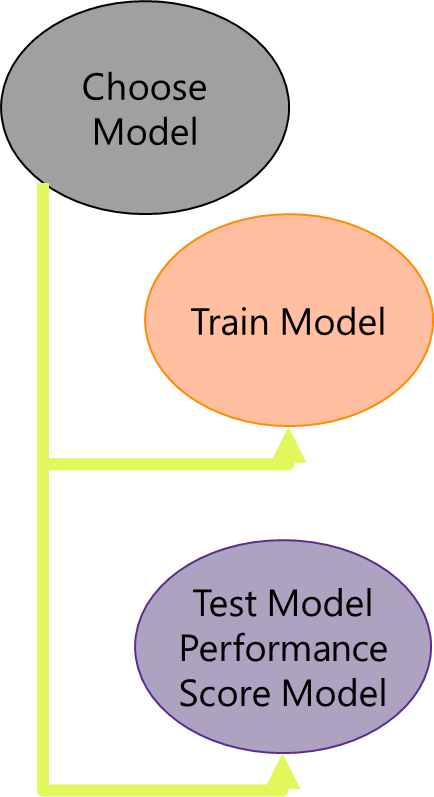 Choose
Model
Train Model
Test Model
Performance
Score Model